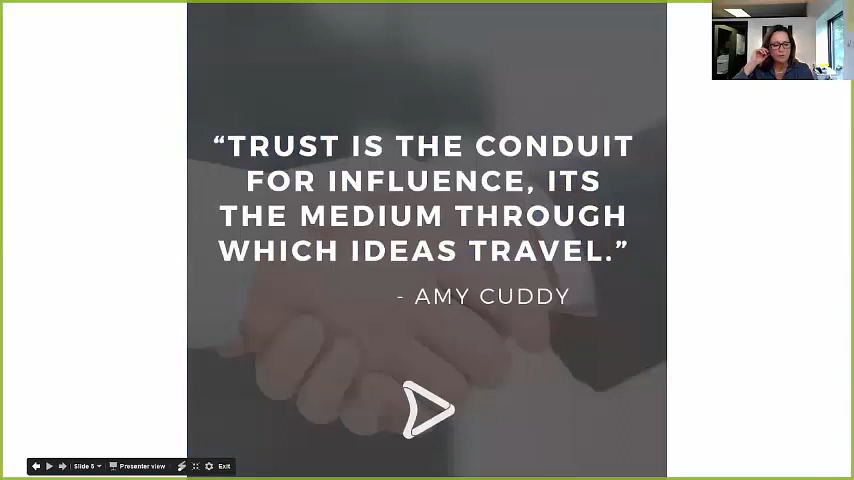 “TRUST IS THE CONDUIT
FOR INFLUENCE, ITS
THE MEDIUM THROUGH
WHICH IDEAS TRAVEL.”
- AMY CUDDY
Slide 5 Presenter view Exit